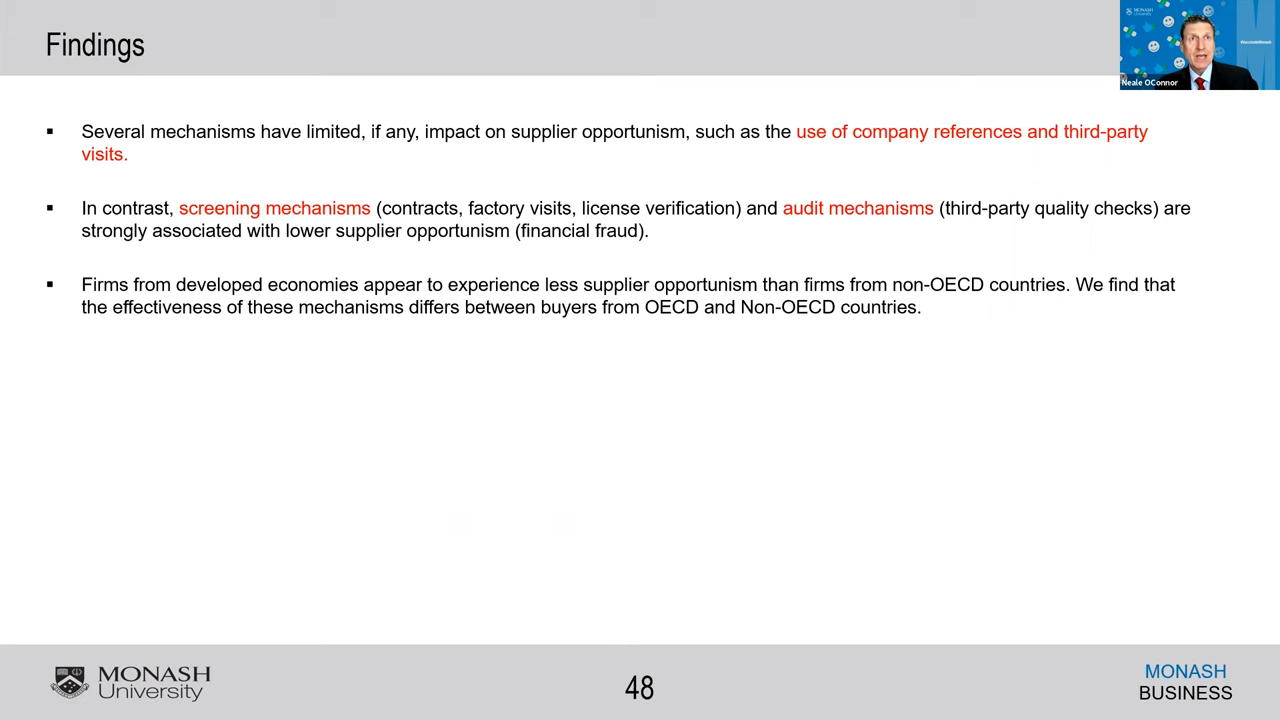 Findings
MONASH
University
Neale OConnor
▪ Several mechanisms have limited, if any, impact on supplier opportunism, such as the use of company references and third-party
visits.
▪ In contrast, screening mechanisms (contracts, factory visits, license verification) and audit mechanisms (third-party quality checks) are
strongly associated with lower supplier opportunism (financial fraud).
▪ Firms from developed economies appear to experience less supplier opportunism than firms from non-OECD countries. We find that
the effectiveness of these mechanisms differs between buyers from OECD and Non-OECD countries.
MONASH
University
48
MONASH
BUSINESS